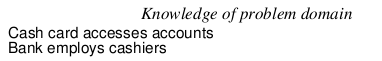 Knowledge of problem domain
Cash card accesses accounts
Bank employs cashiers